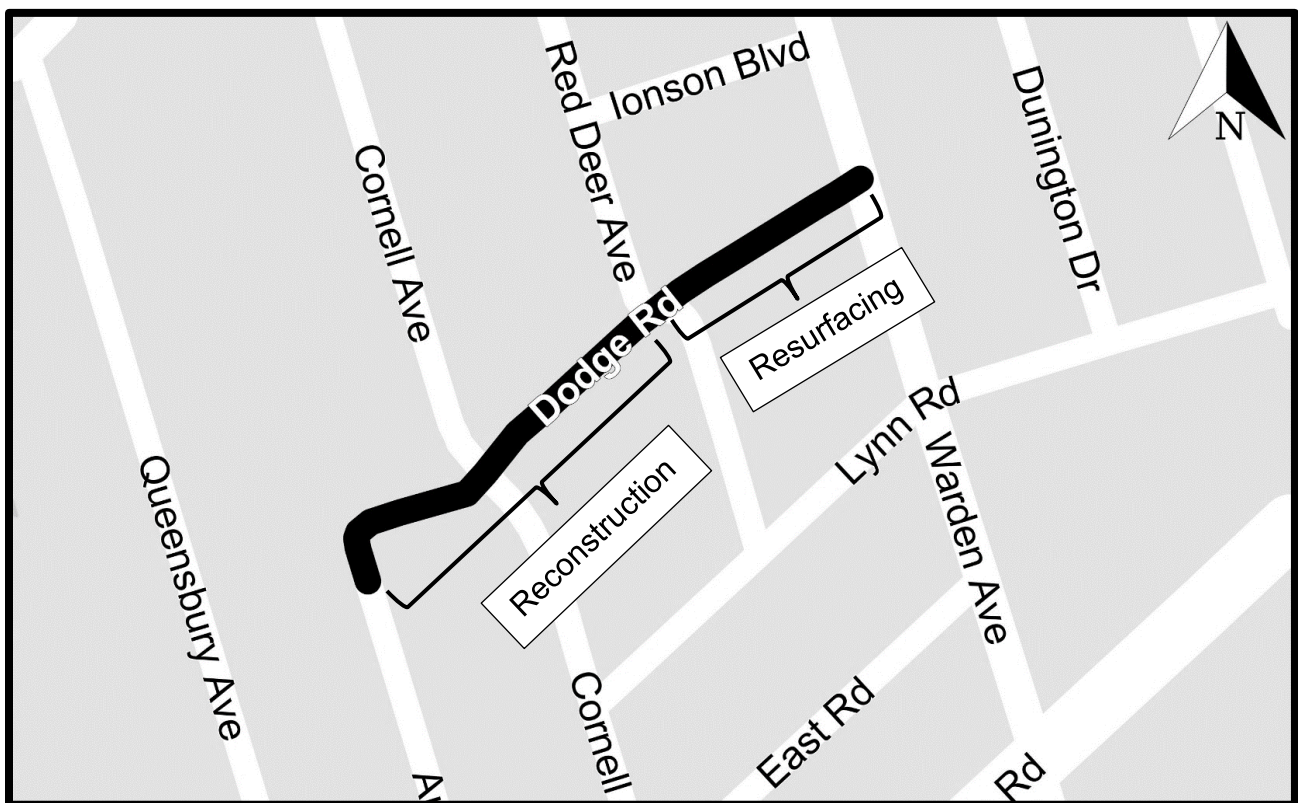 Ionson Blvd
Red Deer Ave
Dunington Dr
N
Cornell Ave
Dodge Rd
Resurfacing
Lynn Rd
Queensbury Ave
Reconstruction
Warden Ave
Cornell
East Rd
Rd